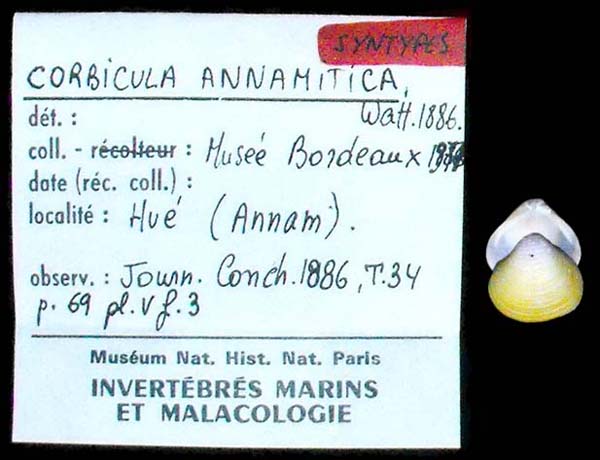 SYNTYPES
CORBICULA ANNAMITICA,
dét. : Watt. 1886.
coll. - récolteur : Museé Bordeaux
date (réc. coll.) :
localité : Hué (Annam).
observ. : Journ. Conch. 1886, T.34
p. 69 pl. V f. 3
Muséum Nat. Hist. Nat. Paris
INVERTÉBRÉS MARINS
ET MALACOLOGIE